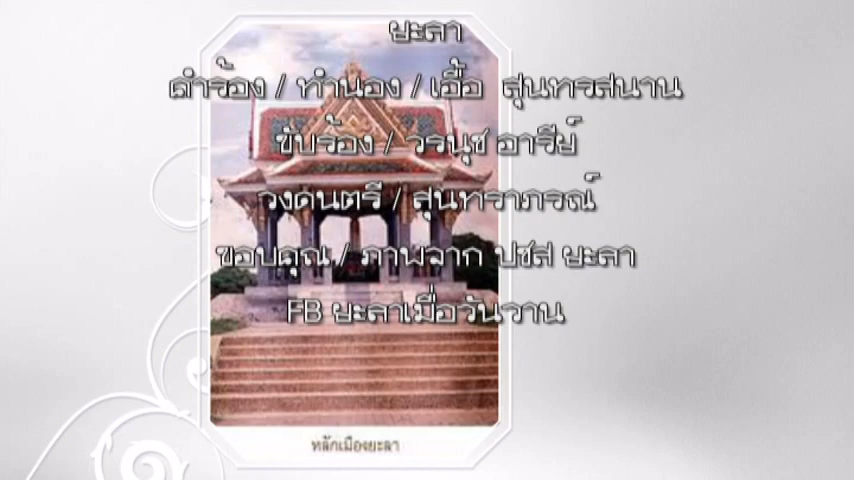 ยะลา
คำร้อง / ทำนอง / เอื้อ สุนทรสนาน
ขับร้อง / วรนุช อารีย์
วงดนตรี / สุนทราภรณ์
ขอบคุณ / ภาพจาก ปชส ยะลา
FB ยะลาเมื่อวันวาน
หลักเมืองยะลา